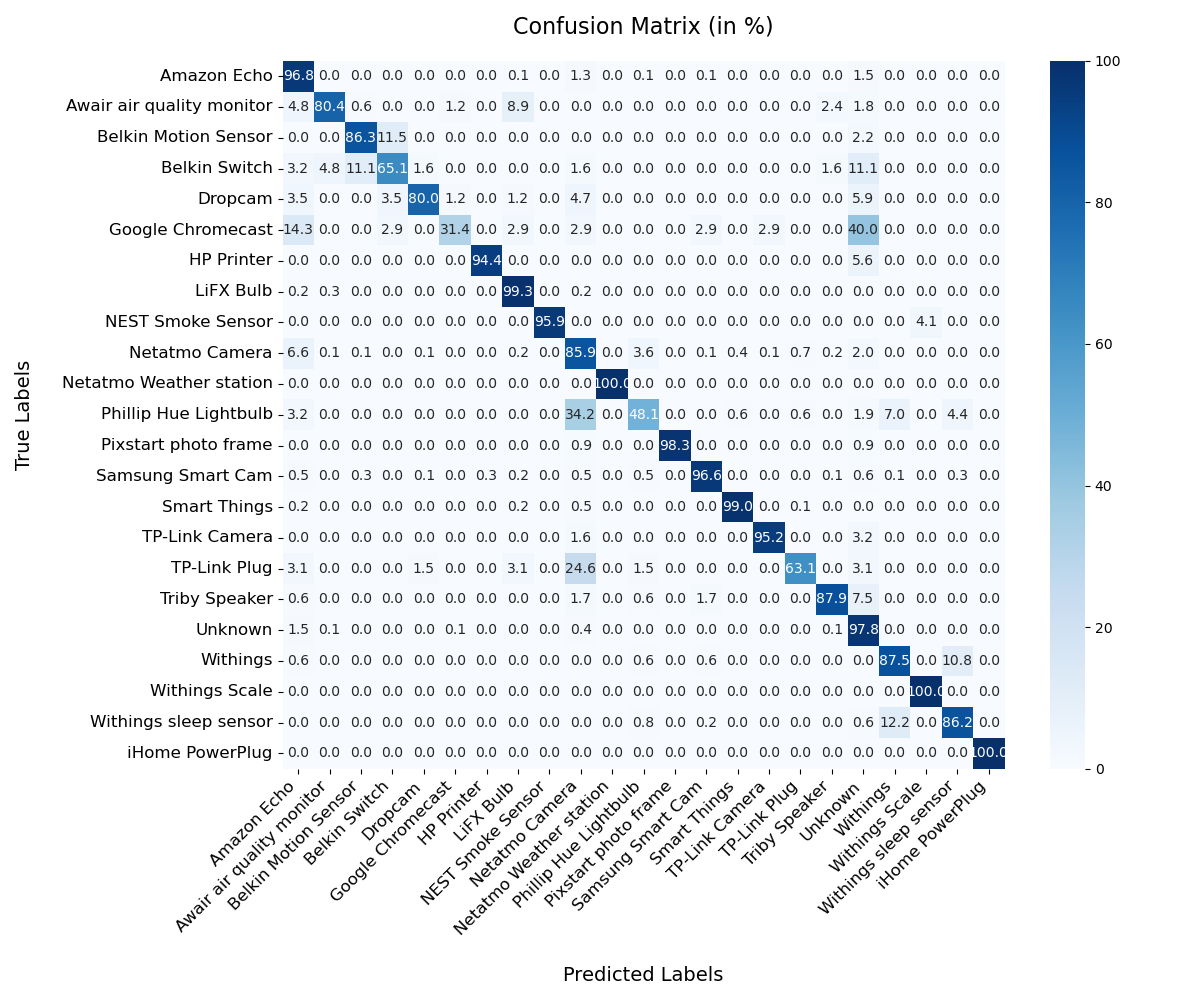 Confusion Matrix (in %)
True Labels
Amazon Echo 96.8 0.0 0.0 0.0 0.0 0.0 0.0 0.1 0.0 1.3 0.0 0.1 0.0 0.1 0.0 0.0 0.0 0.0 1.5 0.0 0.0 0.0 0.0
Awair air quality monitor 4.8 80.4 0.6 0.0 0.0 1.2 0.0 8.9 0.0 0.0 0.0 0.0 0.0 0.0 0.0 0.0 0.0 2.4 1.8 0.0 0.0 0.0 0.0
Belkin Motion Sensor 0.0 0.0 86.3 11.5 0.0 0.0 0.0 0.0 0.0 0.0 0.0 0.0 0.0 0.0 0.0 0.0 0.0 0.0 2.2 0.0 0.0 0.0 0.0
Belkin Switch 3.2 4.8 11.1 65.1 1.6 0.0 0.0 0.0 0.0 1.6 0.0 0.0 0.0 0.0 0.0 0.0 0.0 1.6 11.1 0.0 0.0 0.0 0.0
Dropcam 3.5 0.0 0.0 3.5 80.0 1.2 0.0 1.2 0.0 4.7 0.0 0.0 0.0 0.0 0.0 0.0 0.0 0.0 5.9 0.0 0.0 0.0 0.0
Google Chromecast 14.3 0.0 0.0 2.9 0.0 31.4 0.0 2.9 0.0 2.9 0.0 0.0 0.0 2.9 0.0 2.9 0.0 0.0 40.0 0.0 0.0 0.0 0.0
HP Printer 0.0 0.0 0.0 0.0 0.0 0.0 94.4 0.0 0.0 0.0 0.0 0.0 0.0 0.0 0.0 0.0 0.0 0.0 5.6 0.0 0.0 0.0 0.0
LiFX Bulb 0.2 0.3 0.0 0.0 0.0 0.0 0.0 99.3 0.0 0.2 0.0 0.0 0.0 0.0 0.0 0.0 0.0 0.0 0.0 0.0 0.0 0.0 0.0
NEST Smoke Sensor 0.0 0.0 0.0 0.0 0.0 0.0 0.0 0.0 95.9 0.0 0.0 0.0 0.0 0.0 0.0 0.0 0.0 0.0 0.0 0.0 4.1 0.0 0.0
Netatmo Camera 6.6 0.1 0.1 0.0 0.1 0.0 0.0 0.2 0.0 85.9 0.0 3.6 0.0 0.1 0.4 0.1 0.7 0.2 2.0 0.0 0.0 0.0 0.0
Netatmo Weather station 0.0 0.0 0.0 0.0 0.0 0.0 0.0 0.0 0.0 0.0 100.0 0.0 0.0 0.0 0.0 0.0 0.0 0.0 0.0 0.0 0.0 0.0 0.0
Phillip Hue Lightbulb 3.2 0.0 0.0 0.0 0.0 0.0 0.0 0.0 0.0 34.2 0.0 48.1 0.0 0.0 0.6 0.0 0.6 0.0 1.9 7.0 0.0 4.4 0.0
Pixstart photo frame 0.0 0.0 0.0 0.0 0.0 0.0 0.0 0.0 0.0 0.9 0.0 0.0 98.3 0.0 0.0 0.0 0.0 0.0 0.9 0.0 0.0 0.0 0.0
Samsung Smart Cam 0.5 0.0 0.3 0.0 0.1 0.0 0.3 0.2 0.0 0.5 0.0 0.5 0.0 96.6 0.0 0.0 0.0 0.1 0.6 0.1 0.0 0.3 0.0
Smart Things 0.2 0.0 0.0 0.0 0.0 0.0 0.0 0.2 0.0 0.5 0.0 0.0 0.0 0.0 99.0 0.0 0.1 0.0 0.0 0.0 0.0 0.0 0.0
TP-Link Camera 0.0 0.0 0.0 0.0 0.0 0.0 0.0 0.0 0.0 1.6 0.0 0.0 0.0 0.0 0.0 95.2 0.0 0.0 3.2 0.0 0.0 0.0 0.0
TP-Link Plug 3.1 0.0 0.0 0.0 1.5 0.0 0.0 3.1 0.0 24.6 0.0 1.5 0.0 0.0 0.0 0.0 63.1 0.0 3.1 0.0 0.0 0.0 0.0
Triby Speaker 0.6 0.0 0.0 0.0 0.0 0.0 0.0 0.0 0.0 1.7 0.0 0.6 0.0 1.7 0.0 0.0 0.0 87.9 7.5 0.0 0.0 0.0 0.0
Unknown 1.5 0.1 0.0 0.0 0.0 0.1 0.0 0.0 0.0 0.4 0.0 0.0 0.0 0.0 0.0 0.0 0.0 0.1 97.8 0.0 0.0 0.0 0.0
Withings 0.6 0.0 0.0 0.0 0.0 0.0 0.0 0.0 0.0 0.0 0.0 0.6 0.0 0.6 0.0 0.0 0.0 0.0 0.0 87.5 0.0 10.8 0.0
Withings Scale 0.0 0.0 0.0 0.0 0.0 0.0 0.0 0.0 0.0 0.0 0.0 0.0 0.0 0.0 0.0 0.0 0.0 0.0 0.0 0.0 100.0 0.0 0.0
Withings sleep sensor 0.0 0.0 0.0 0.0 0.0 0.0 0.0 0.0 0.0 0.0 0.0 0.8 0.0 0.2 0.0 0.0 0.0 0.0 0.6 12.2 0.0 86.2 0.0
iHome PowerPlug 0.0 0.0 0.0 0.0 0.0 0.0 0.0 0.0 0.0 0.0 0.0 0.0 0.0 0.0 0.0 0.0 0.0 0.0 0.0 0.0 0.0 0.0 100.0
Amazon Echo
Awair air quality monitor
Belkin Motion Sensor
Belkin Switch
Dropcam
Google Chromecast
HP Printer
LiFX Bulb
NEST Smoke Sensor
Netatmo Camera
Netatmo Weather station
Phillip Hue Lightbulb
Pixstart photo frame
Samsung Smart Cam
Smart Things
TP-Link Camera
TP-Link Plug
Triby Speaker
Unknown
Withings
Withings Scale
Withings sleep sensor
iHome PowerPlug
Predicted Labels
100
80
60
40
20
0